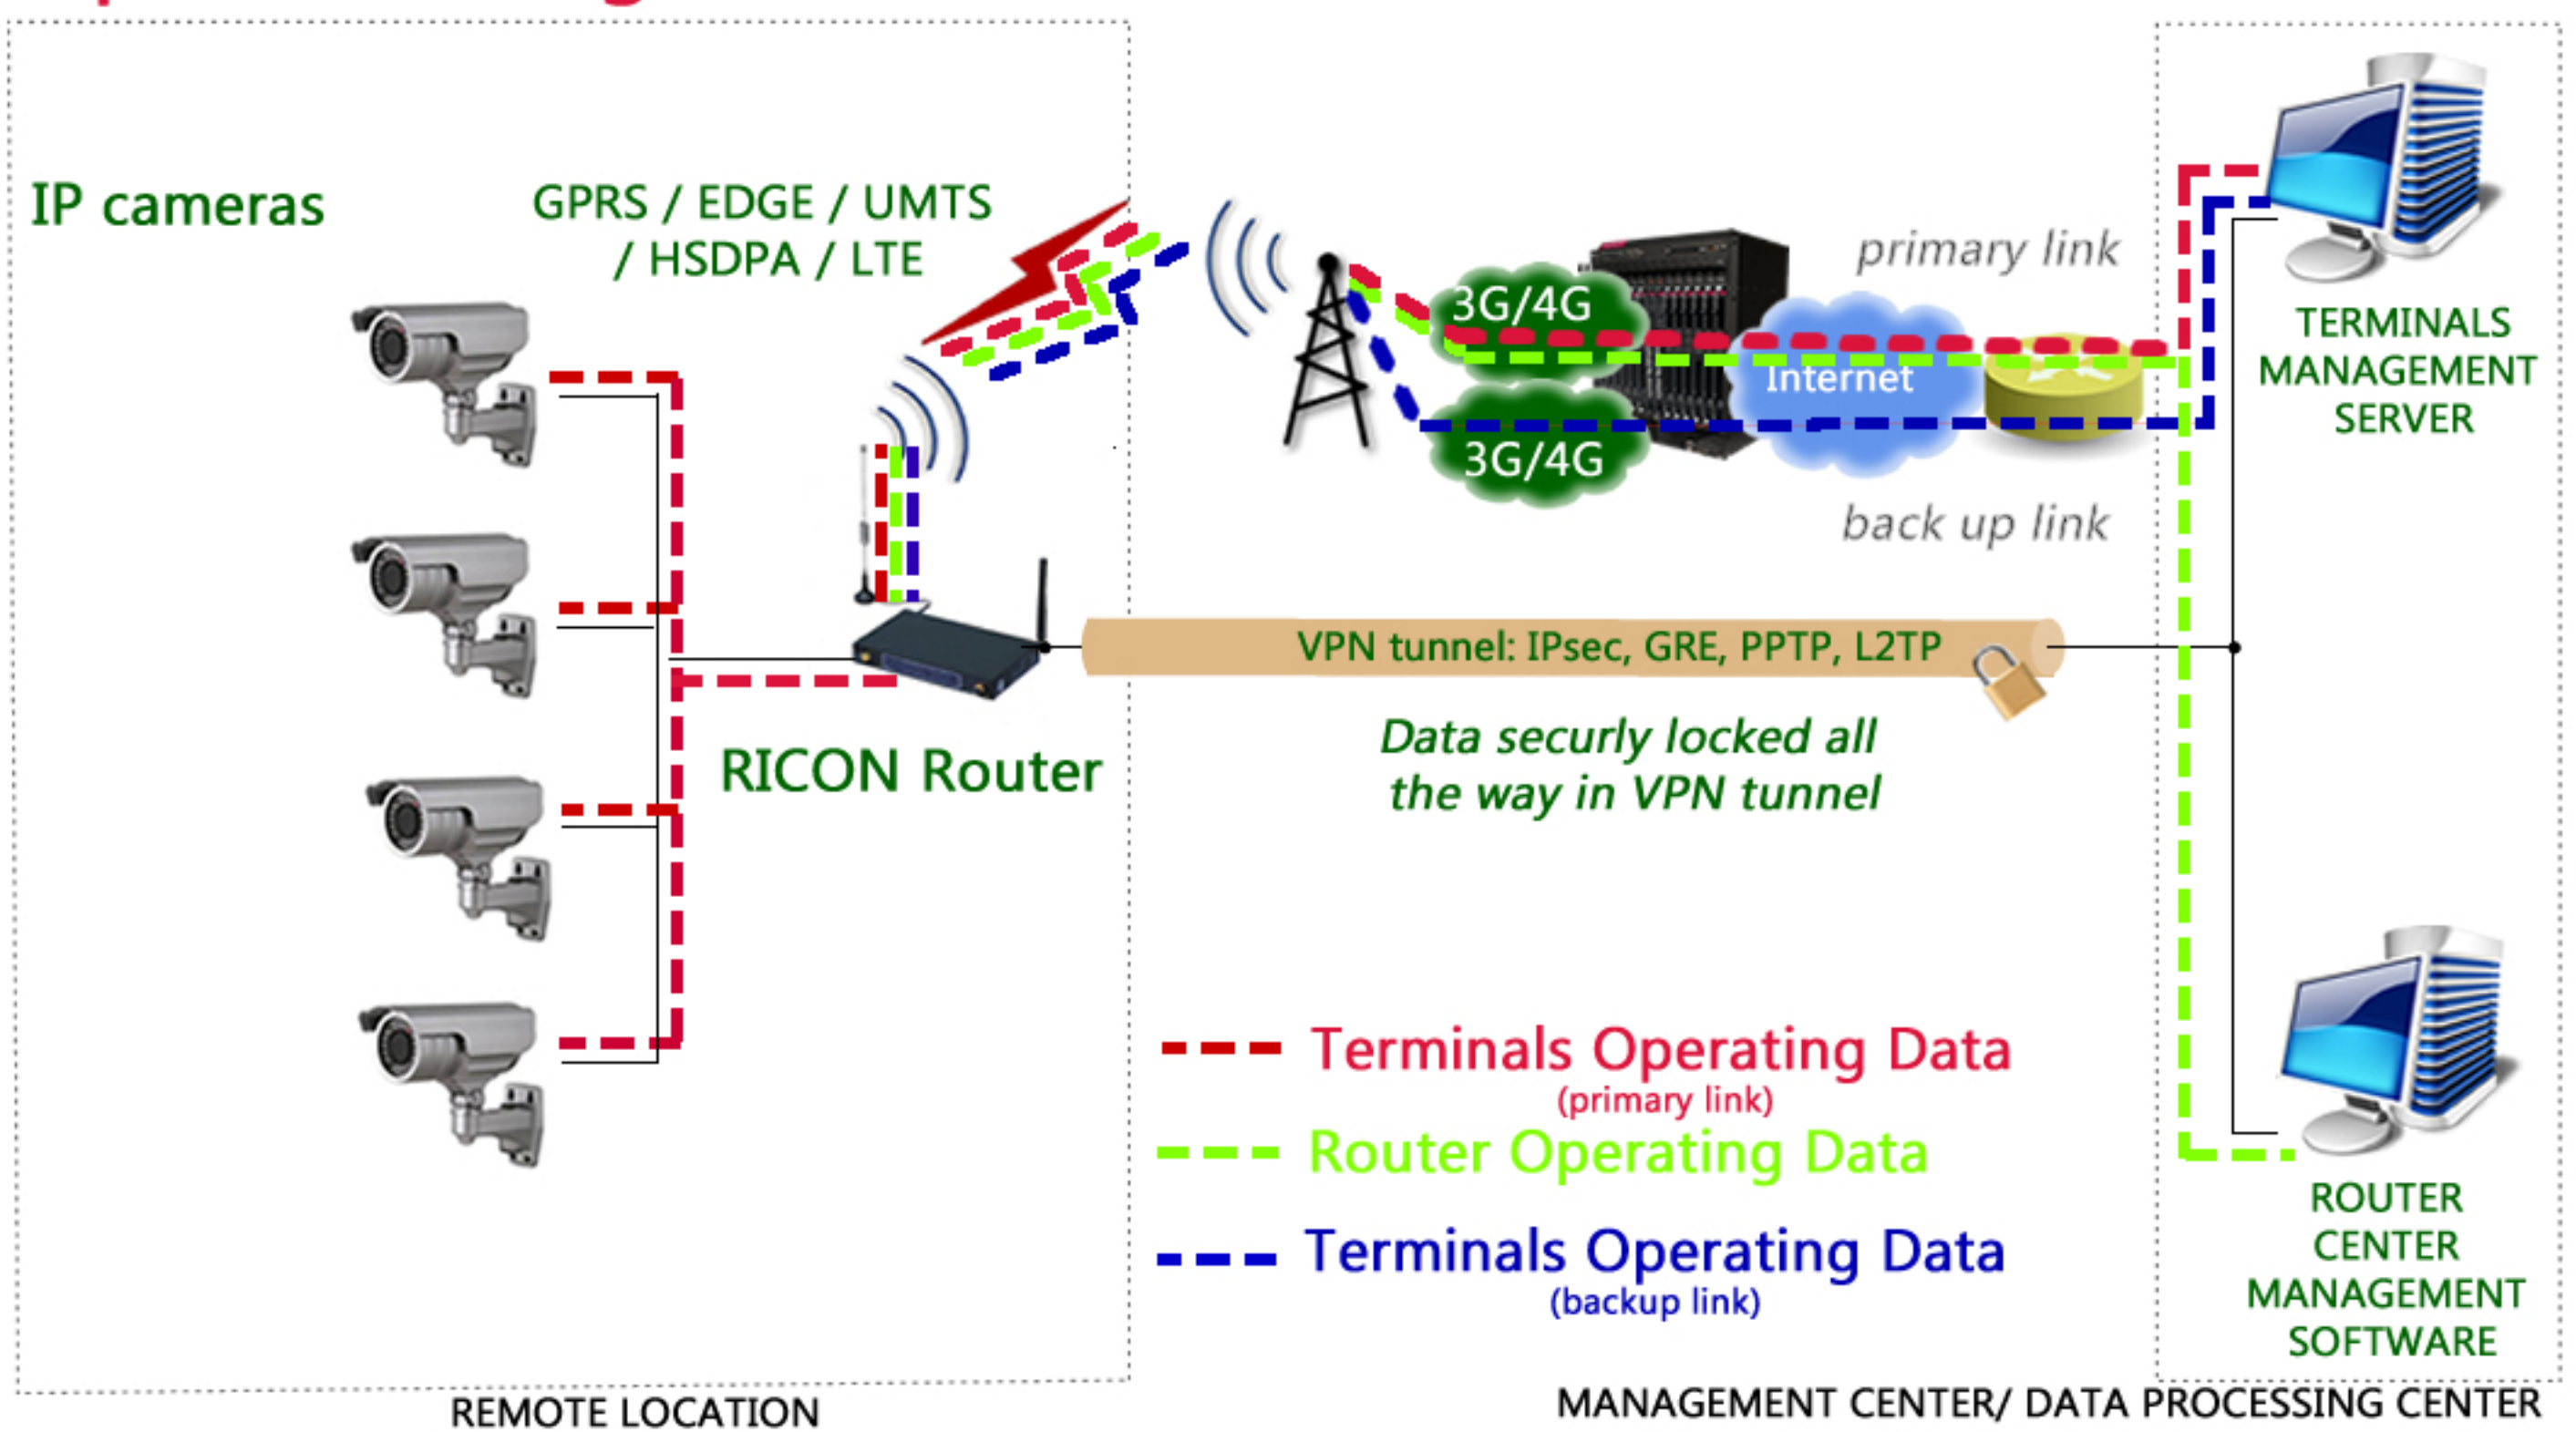 IP cameras
GPRS / EDGE / UMTS
/ HSDPA / LTE
3G/4G
primary link
Internet
3G/4G
back up link
TERMINALS
MANAGEMENT
SERVER
VPN tunnel: IPsec, GRE, PPTP, L2TP
Data securly locked all
the way in VPN tunnel
RICON Router
Terminals Operating Data
(primary link)
Router Operating Data
Terminals Operating Data
(backup link)
ROUTER
CENTER
MANAGEMENT
SOFTWARE
REMOTE LOCATION
MANAGEMENT CENTER/ DATA PROCESSING CENTER